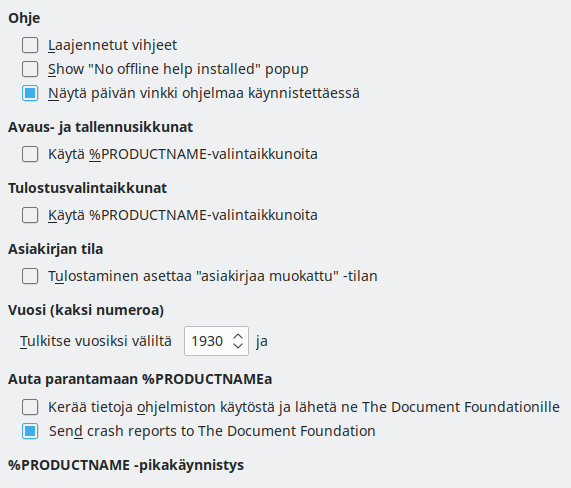 Ohje
Laajennetut vihjeet
Show "No offline help installed" popup
Näytä päivän vinkki ohjelmaa käynnistettäessä
Avaus- ja tallennusikkunat
Käytä %PRODUCTNAME-valintaikkunoita
Tulostusvalintaikkunat
Käytä %PRODUCTNAME-valintaikkunoita
Asiakirjan tila
Tulostaminen asettaa "asiakirjaa muokattu" -tilan
Vuosi (kaksi numeroa)
Tulkitse vuosiksi väliltä 1930 ja
Auta parantamaan %PRODUCTNAMEa
Kerää tietoja ohjelmiston käytöstä ja lähetä ne The Document Foundationille
Send crash reports to The Document Foundation
%PRODUCTNAME -pikakäynnistys